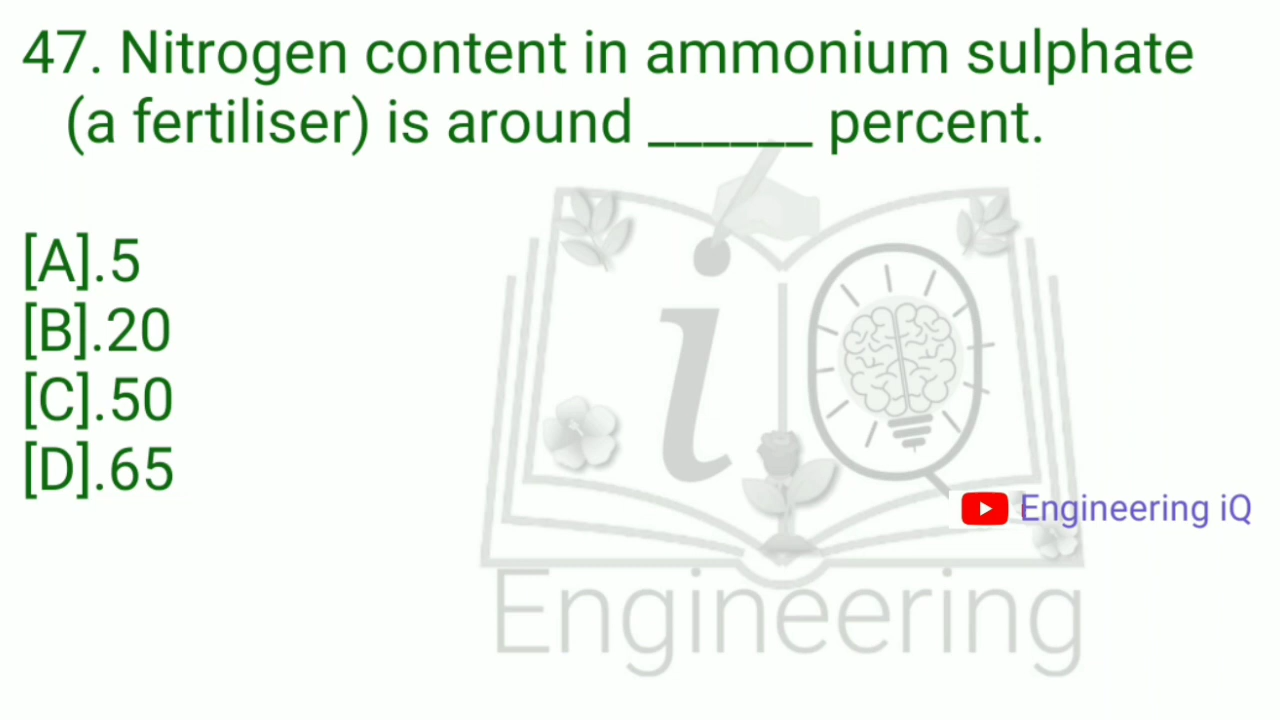 47. Nitrogen content in ammonium sulphate
(a fertiliser) is around ______ percent.
[A].5
[B].20
[C].50
[D].65
i
Engineering iQ
Engineering